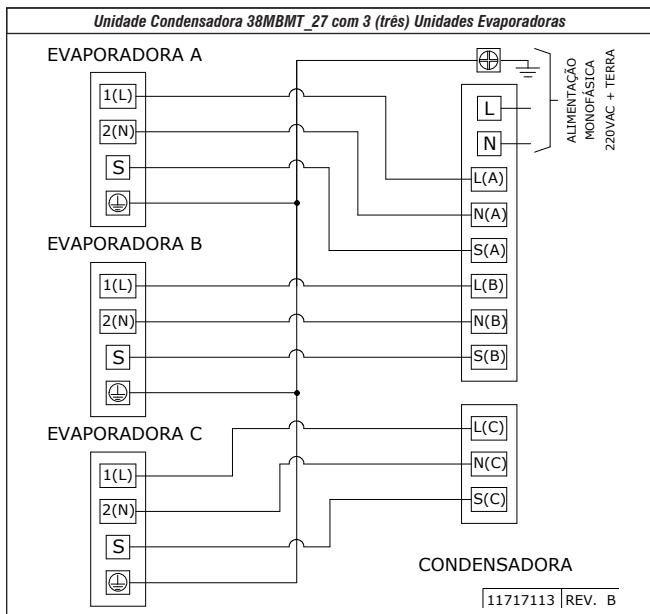 Unidade Condensadora 38MBMT_27 com 3 (três) Unidades Evaporadoras
EVAPORADORA A
1(L)
2(N)
S
EVAPORADORA B
1(L)
2(N)
S
EVAPORADORA C
1(L)
2(N)
S
L
N
L(A)
N(A)
S(A)
L(B)
N(B)
S(B)
L(C)
N(C)
S(C)
ALIMENTAÇÃO
MONOFÁSICA
220VAC + TERRA
CONDENSADORA
11717113 REV. B